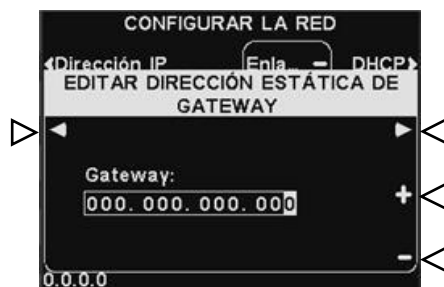 CONFIGURAR LA RED
Dirección IP Enla... DHCP
EDITAR DIRECCIÓN ESTÁTICA DE
GATEWAY
Gateway:
000. 000. 000. 000
+
-
0.0.0.0